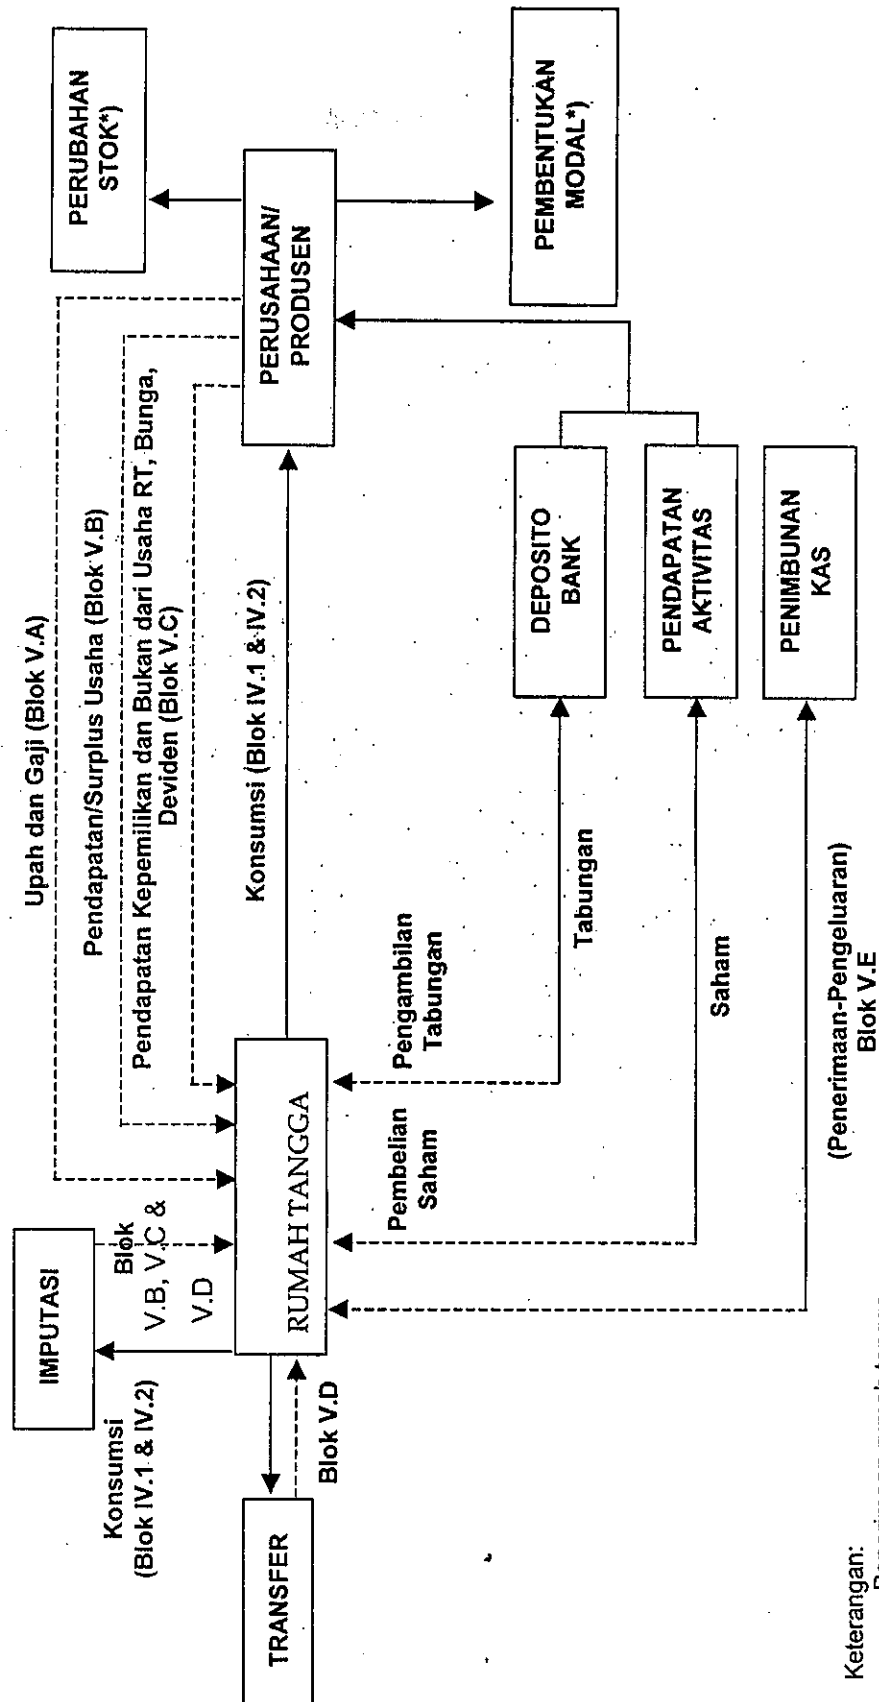 PERUBAHAN
STOK*)
PERUSAHAAN/
PRODUSEN
PEMBENTUKAN
MODAL*)
Upah dan Gaji (Blok V.A)
Pendapatan/Surplus Usaha (Blok V.B)
Pendapatan Kepemilikan dan Bukan dari Usaha RT, Bunga,
Deviden (Blok V.C)
Konsumsi (Blok IV.1 & IV.2)
IMPUTASI
Konsumsi
(Blok IV.1 & IV.2)
Blok
V.B, V.C &
V.D
RUMAH TANGGA
TRANSFER
Blok V.D
Pengambilan
Tabungan
Tabungan
DEPOSITO
BANK
Pembelian
Saham
Saham
PENDAPATAN
AKTIVITAS
PENIMBUNAN
KAS
(Penerimaan-Pengeluaran)
Blok V.E
Keterangan:
Penerimaan rumah tangga